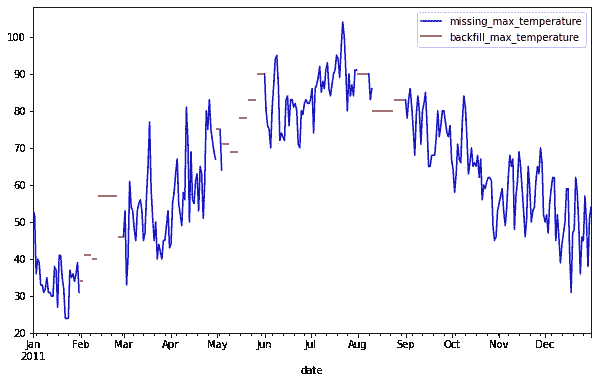 missing_max_temperature
backfill_max_temperature
100
90
80
70
60
50
40
30
20
Jan Feb Mar Apr May Jun Jul Aug Sep Oct Nov Dec
2011
date